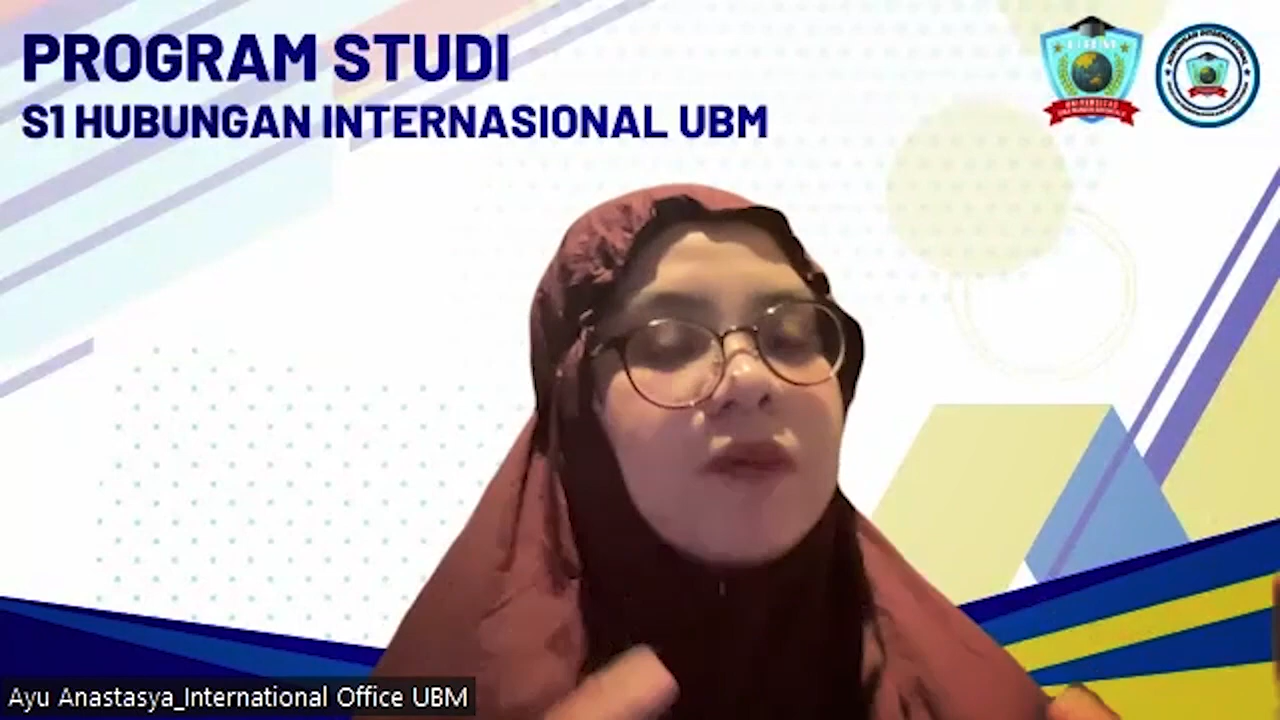 PROGRAM STUDI
S1 HUBUNGAN INTERNASIONAL UBM
Ayu Anastasya_International Office UBM